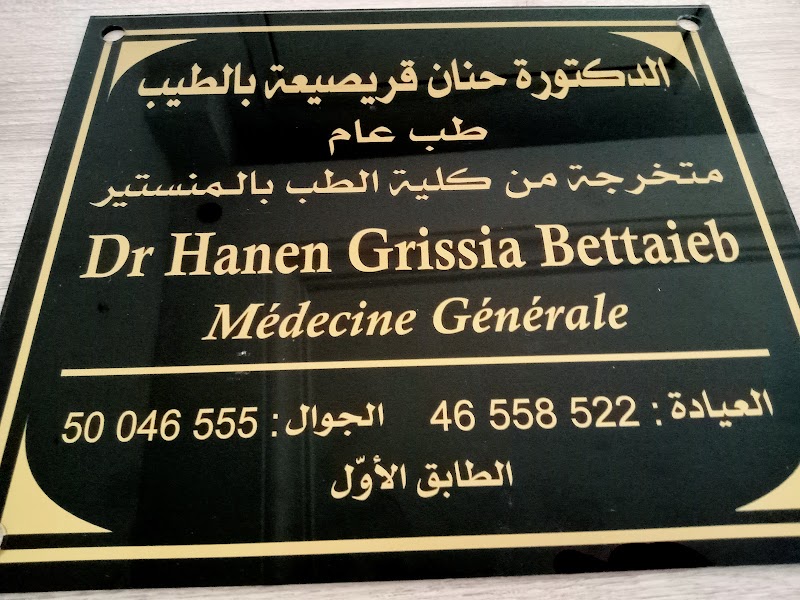 الدكتورة حنان قريصيعة بالطيب
طب عام
متخرجة من كلية الطب بالمنستير
Dr Hanen Grissia Bettaieb
Médecine Générale
العيادة : 46 558 522 الجوال : 50 046 555
الطابق الأوّل